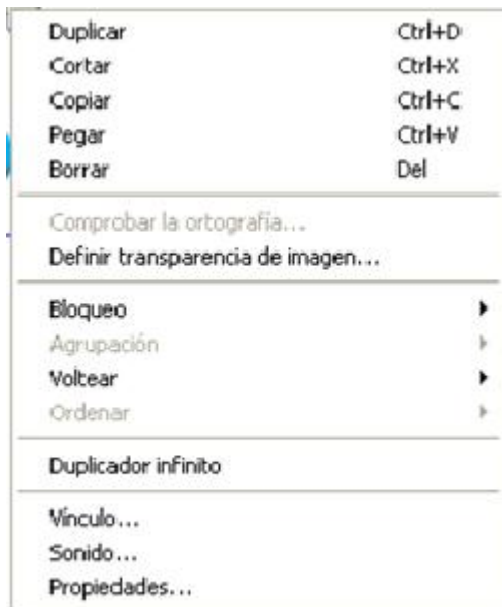 Duplicar Ctrl+D
Cortar Ctrl+X
Copiar Ctrl+C
Pegar Ctrl+V
Borrar Del
Comprobar la ortografía...
Definir transparencia de imagen...
Bloqueo
Agrupación
Voltear
Ordenar
Duplicador infinito
Vínculo...
Sonido...
Propiedades...